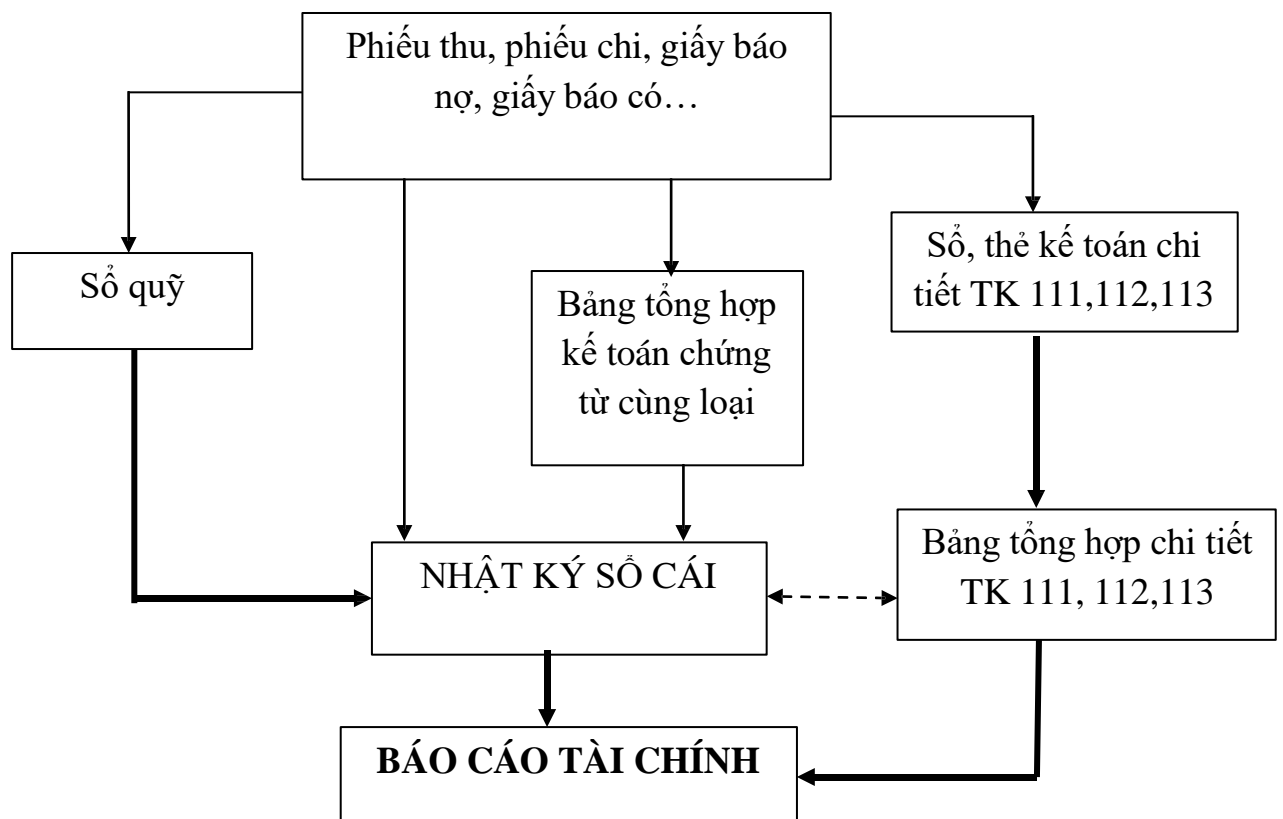 Phiếu thu, phiếu chi, giấy báo
nợ, giấy báo có…
Sổ quỹ
Bảng tổng hợp
kế toán chứng
từ cùng loại
Sổ, thẻ kế toán chi
tiết TK 111,112,113
NHẬT KÝ SỔ CÁI
Bảng tổng hợp chi tiết
TK 111, 112,113
BÁO CÁO TÀI CHÍNH